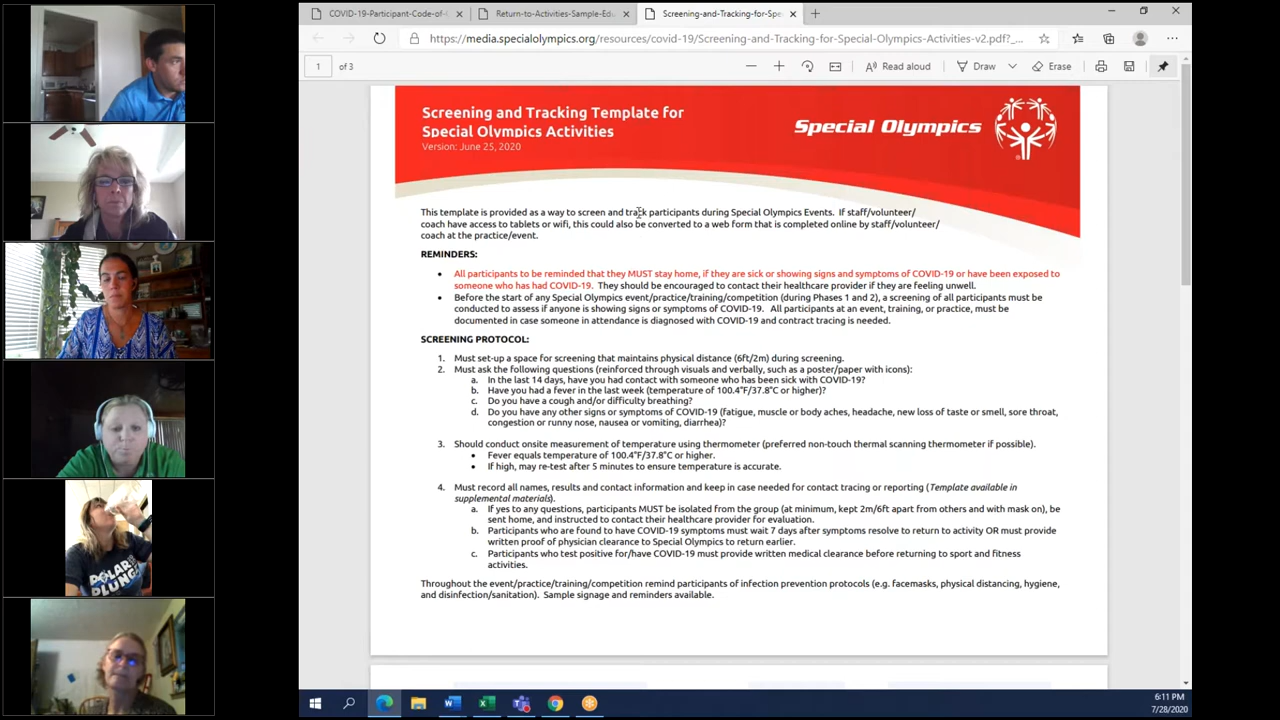 COVID-19-Participant-Code-of-
Return-to-Activities-Sample-Edu
Screening-and-Tracking-for-Spe
https://media.specialolympics.org/resources/covid-19/Screening-and-Tracking-for-Special-Olympics-Activities-v2.pdf?_...
1 of 3
Read aloud
Draw
Erase
Screening and Tracking Template for
Special Olympics Activities
Version: June 25, 2020
Special Olympics
This template is provided as a way to screen and track participants during Special Olympics Events. If staff/volunteer/
coach have access to tablets or wifi, this could also be converted to a web form that is completed online by staff/volunteer/
coach at the practice/event.
REMINDERS:
• All participants to be reminded that they MUST stay home, if they are sick or showing signs and symptoms of COVID-19 or have been exposed to
someone who has had COVID-19. They should be encouraged to contact their healthcare provider if they are feeling unwell.
• Before the start of any Special Olympics event/practice/training/competition (during Phases 1 and 2), a screening of all participants must be
conducted to assess if anyone is showing signs or symptoms of COVID-19. All participants at an event, training, or practice, must be
documented in case someone in attendance is diagnosed with COVID-19 and contract tracing is needed.
SCREENING PROTOCOL:
1. Must set-up a space for screening that maintains physical distance (6ft/2m) during screening.
2. Must ask the following questions (reinforced through visuals and verbally, such as a poster/paper with icons):
a. In the last 14 days, have you had contact with someone who has been sick with COVID-19?
b. Have you had a fever in the last week (temperature of 100.4°F/37.8°C or higher)?
c. Do you have a cough and/or difficulty breathing?
d. Do you have any other signs or symptoms of COVID-19 (fatigue, muscle or body aches, headache, new loss of taste or smell, sore throat,
congestion or runny nose, nausea or vomiting, diarrhea)?
3. Should conduct onsite measurement of temperature using thermometer (preferred non-touch thermal scanning thermometer if possible).
• Fever equals temperature of 100.4°F/37.8°C or higher.
• If high, may re-test after 5 minutes to ensure temperature is accurate.
4. Must record all names, results and contact information and keep in case needed for contact tracing or reporting (Template available in
supplemental materials).
a. If yes to any questions, participants MUST be isolated from the group (at minimum, kept 2m/6ft apart from others and with mask on), be
sent home, and instructed to contact their healthcare provider for evaluation.
b. Participants who are found to have COVID-19 symptoms must wait 7 days after symptoms resolve to return to activity OR must provide
written proof of physician clearance to Special Olympics to return earlier.
c. Participants who test positive for/have COVID-19 must provide written medical clearance before returning to sport and fitness
activities.
Throughout the event/practice/training/competition remind participants of infection prevention protocols (e.g. facemasks, physical distancing, hygiene,
and disinfection/sanitation). Sample signage and reminders available.
POLAR
PLUNGE
6:11 PM
7/28/2020